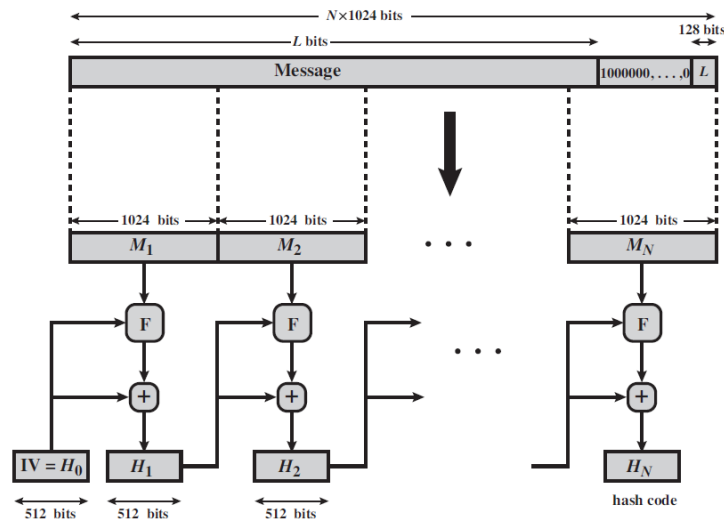 N×1024 bits
128 bits
L bits
Message 1000000, . . . ,0 L
1024 bits 1024 bits 1024 bits
M1 M2 . . . MN
F F F
. . .
+ + +
IV = H0 H1 H2 HN
hash code
512 bits 512 bits 512 bits